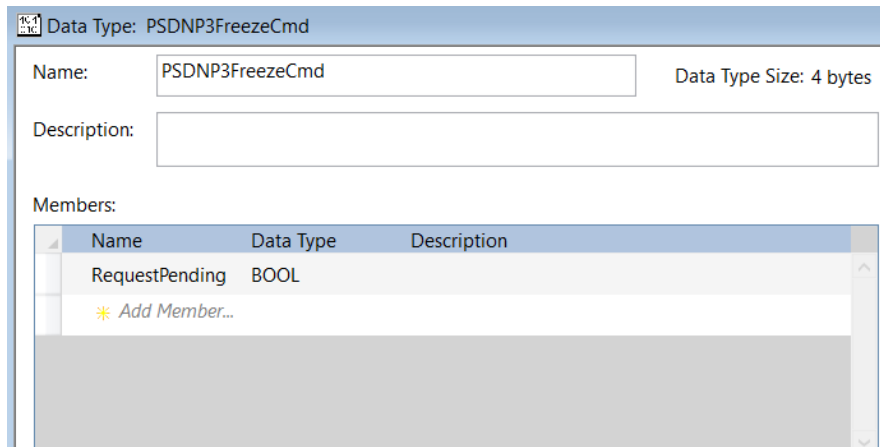 Data Type: PSDNP3FreezeCmd
Name: PSDNP3FreezeCmd Data Type Size: 4 bytes
Description:
Members:
Name Data Type Description
RequestPending BOOL
Add Member...